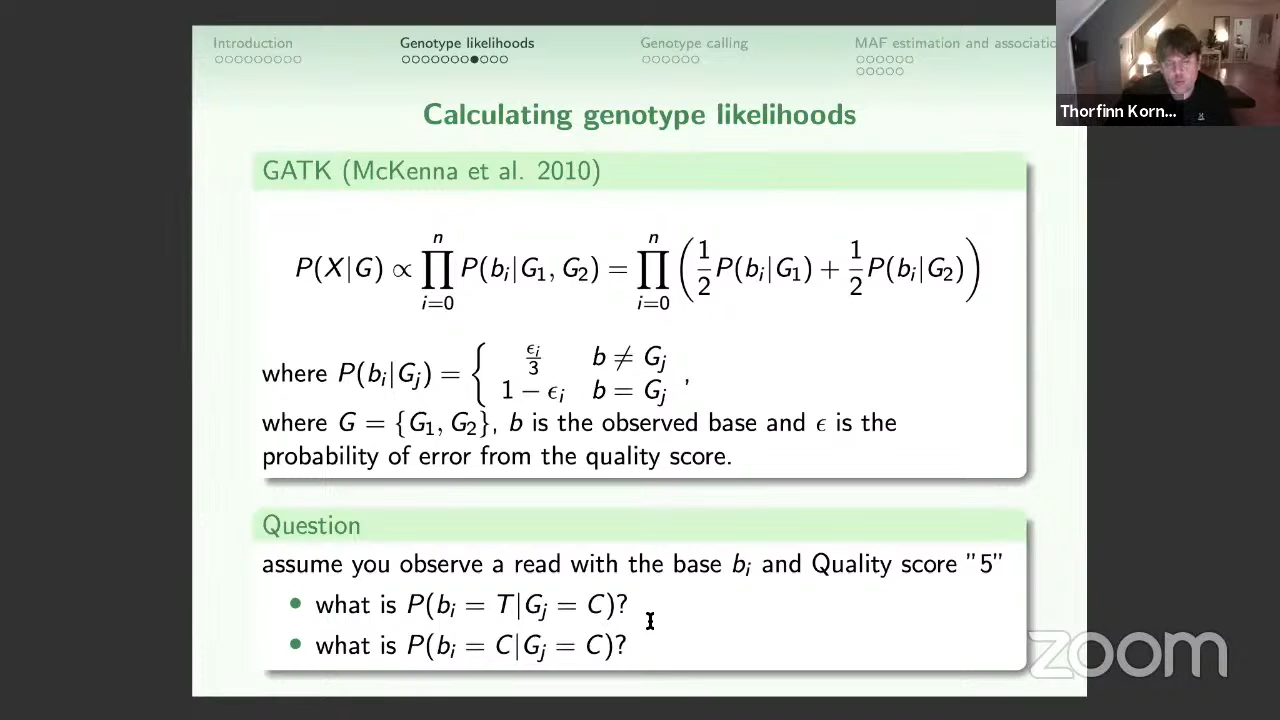 Introduction Genotype likelihoods Genotype calling MAF estimation and associatio
Thorfinn Korn...
Calculating genotype likelihoods
GATK (McKenna et al. 2010)
P(X|G) ∝ ∏_{i=0}^{n} P(b_i|G_1, G_2) = ∏_{i=0}^{n} (1/2 P(b_i|G_1) + 1/2 P(b_i|G_2))
where P(b_i|G_j) = { ϵ_i/3 b ≠ G_j
1 − ϵ_i b = G_j ,
where G = {G_1, G_2}, b is the observed base and ϵ is the
probability of error from the quality score.
Question
assume you observe a read with the base b_i and Quality score "5"
• what is P(b_i = T|G_j = C)?
• what is P(b_i = C|G_j = C)?
zoom